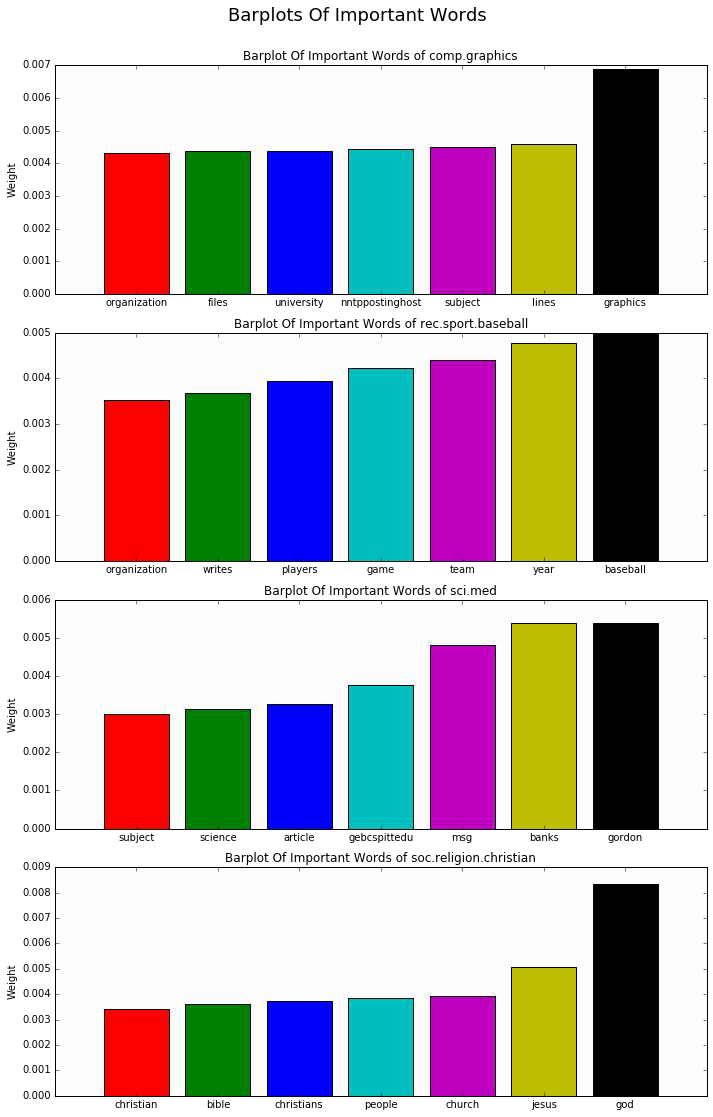 Barplots Of Important Words
Barplot Of Important Words of comp.graphics
0.007
0.006
0.005
0.004
0.003
0.002
0.001
0.000
Weight
organization files university nntppostinghost subject lines graphics
Barplot Of Important Words of rec.sport.baseball
0.005
0.004
0.003
0.002
0.001
0.000
Weight
organization writes players game team year baseball
Barplot Of Important Words of sci.med
0.006
0.005
0.004
0.003
0.002
0.001
0.000
Weight
subject science article gebcspittedu msg banks gordon
Barplot Of Important Words of soc.religion.christian
0.009
0.008
0.007
0.006
0.005
0.004
0.003
0.002
0.001
0.000
Weight
christian bible christians people church jesus god